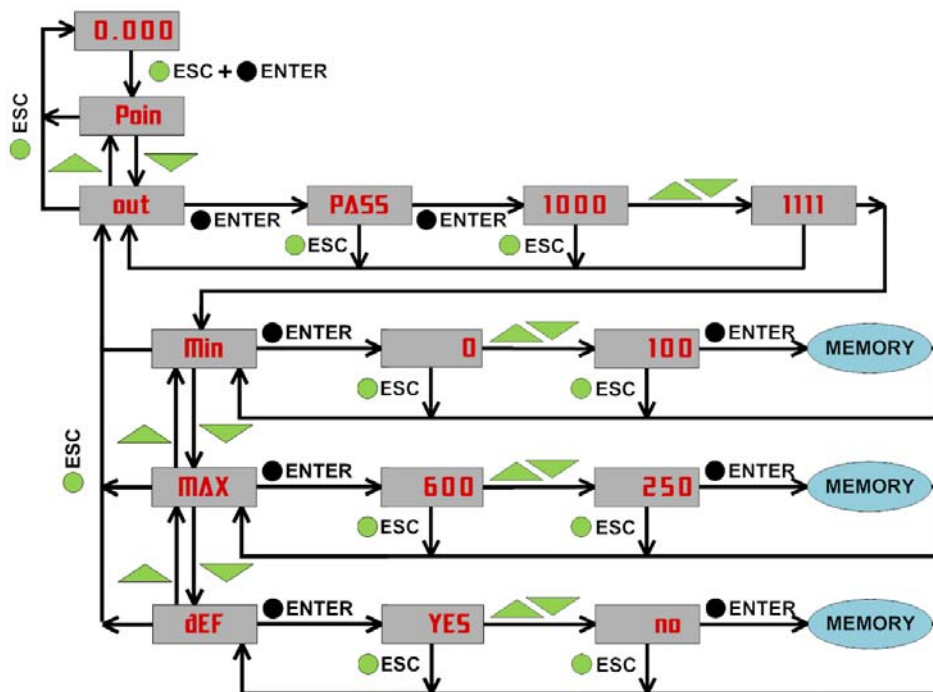 0.000
ESC + ENTER
ESC
Poin
out
ENTER
PASS
ENTER
1000
1111
ESC
ESC
Min
ENTER
0
100
ENTER
MEMORY
ESC
ESC
ESC
MAX
ENTER
600
250
ENTER
MEMORY
ESC
ESC
dEF
ENTER
YES
no
ENTER
MEMORY
ESC
ESC